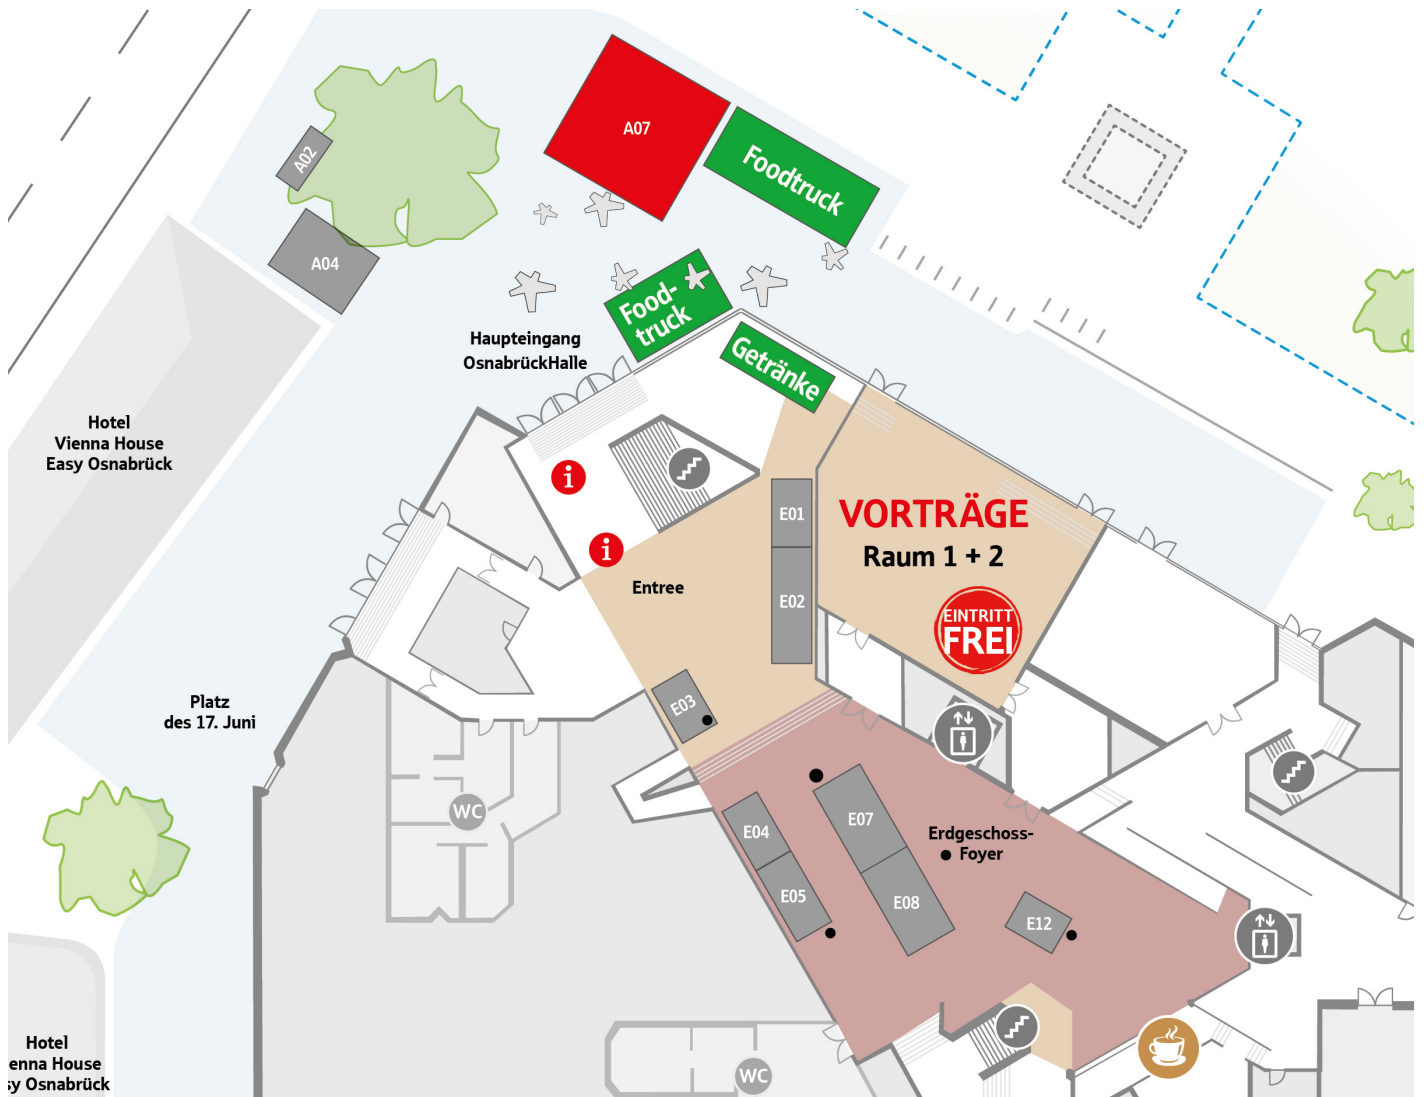 A07
A02
Foodtruck
A04
Food-
truck
Haupteingang
OsnabrückHalle
Getränke
Hotel
Vienna House
Easy Osnabrück
i
E01
VORTRÄGE
Raum 1 + 2
i
Entree
E02
EINTRITT
FREI
E03
Platz
des 17. Juni
WC
E04
E07
Erdgeschoss-
Foyer
E05
E08
E12
Hotel
ienna House
sy Osnabrück
WC